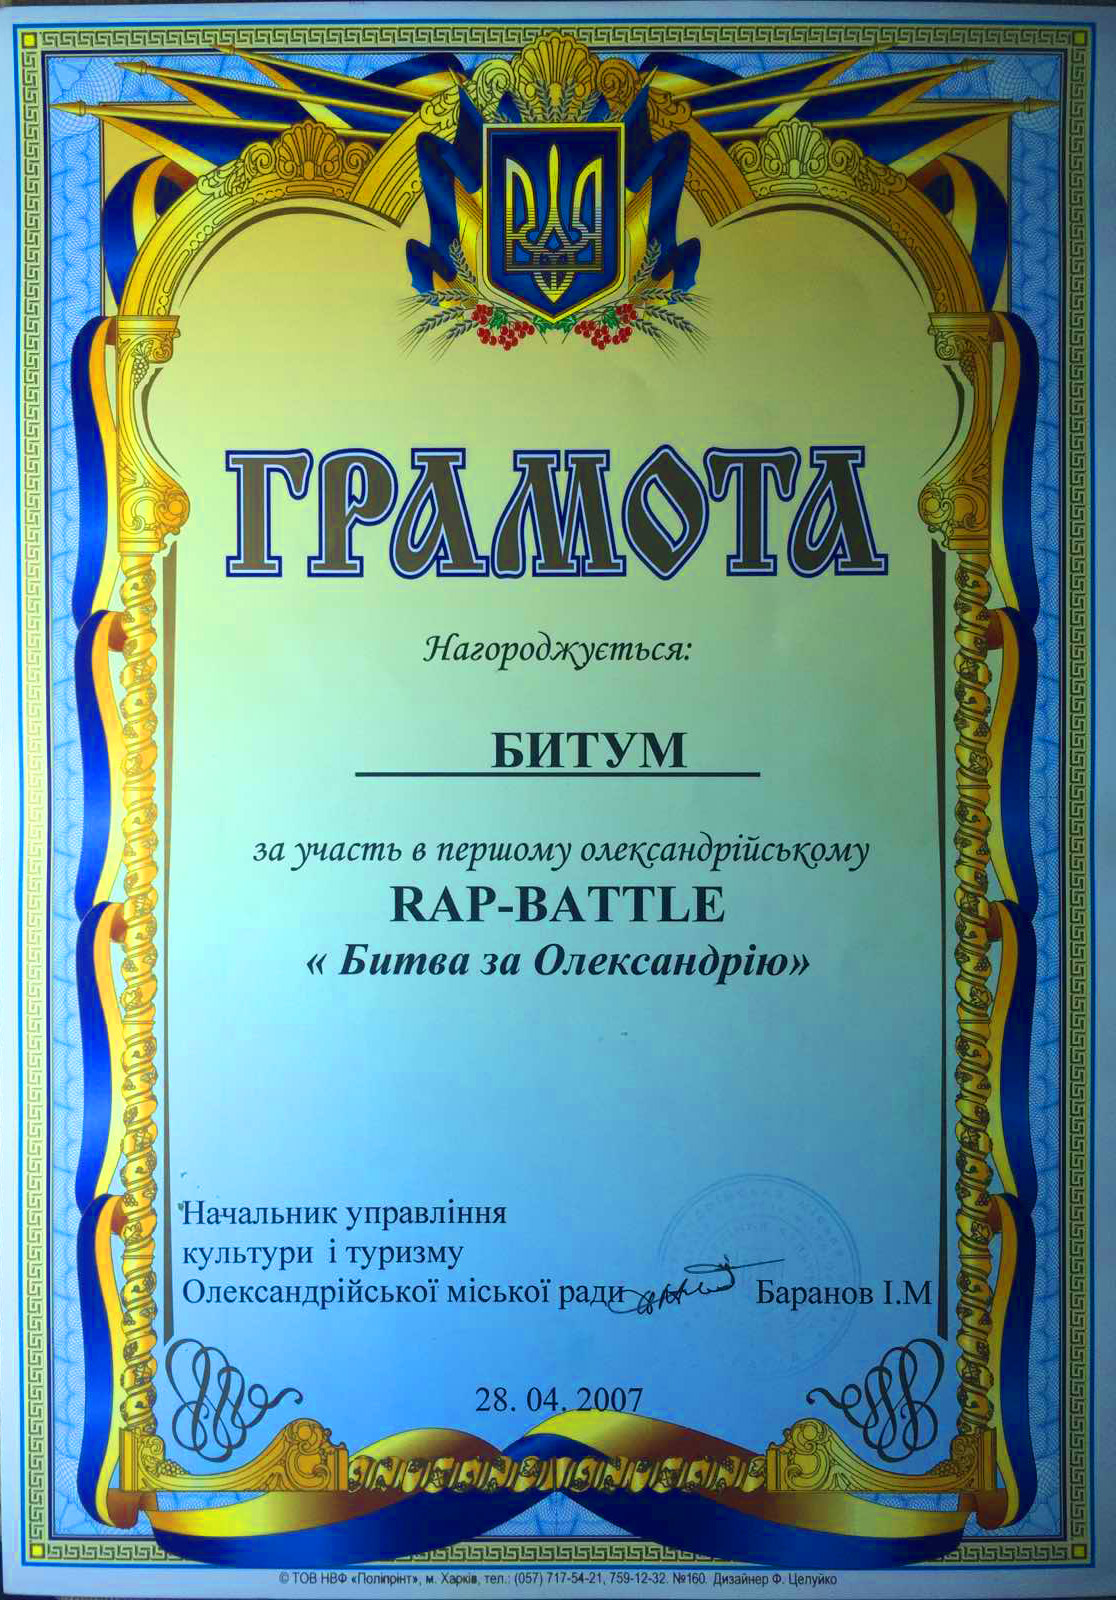 ГРАМОТА
Нагороджується:
БИТУМ
за участь в першому олександрійському
RAP-BATTLE
« Битва за Олександрію»
Начальник управління
культури і туризму
Олександрійської міської ради Баранов І.М
28. 04. 2007
© ТОВ НВФ «Поліпрінт», м. Харків, тел.: (057) 717-54-21, 759-12-32. №160. Дизайнер Ф. Целуйко